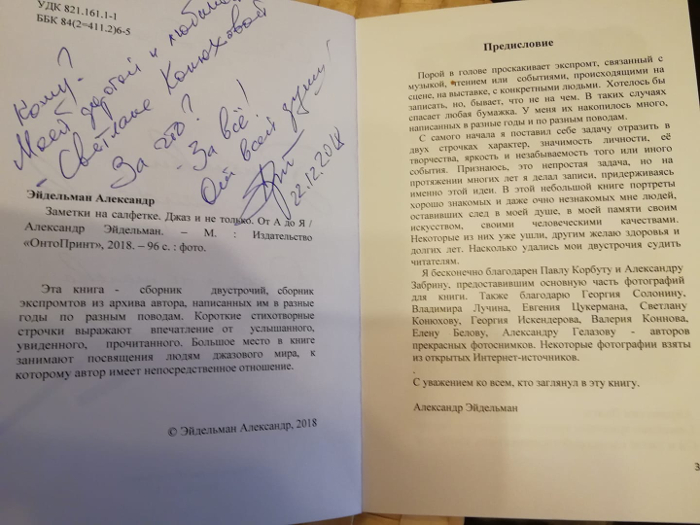 УДК 821.161.1-1
ББК 84(2=411.2)6-5
Кому?
Моей дорогой и любимой
- Светлане Конюховой
За что?
- За всё!
От всей души!
22.12.2018
Эйдельман Александр
Заметки на салфетке. Джаз и не только. От А до Я /
Александр Эйдельман. – М. : Издательство
«ОнтоПринт», 2018. – 96 с. : фото.
Эта книга - сборник двустрочий, сборник
экспромтов из архива автора, написанных им в разные
годы по разным поводам. Короткие стихотворные
строчки выражают впечатление от услышанного,
увиденного, прочитанного. Большое место в книге
занимают посвящения людям джазового мира, к
которому автор имеет непосредственное отношение.
© Эйдельман Александр, 2018
Предисловие
Порой в голове проскакивает экспромт, связанный с
музыкой, чтением или событиями, происходящими на
сцене, на выставке, с конкретными людьми. Хотелось бы
записать, но, бывает, что не на чем. В таких случаях
спасает любая бумажка. У меня их накопилось много,
написанных в разные годы и по разным поводам.
С самого начала я поставил себе задачу отразить в
двух строчках характер, значимость личности, её
творчества, яркость и незабываемость того или иного
события. Признаюсь, это непростая задача, но на
протяжении многих лет я делал записи, придерживаясь
именно этой идеи. В этой небольшой книге портреты
хорошо знакомых и даже очно незнакомых мне людей,
оставивших след в моей душе, в моей памяти своим
искусством, своими человеческими качествами.
Некоторые из них уже ушли, другим желаю здоровья и
долгих лет. Насколько удались мои двустрочия судить
читателям.
Я бесконечно благодарен Павлу Корбуту и Александру
Забрину, предоставившим основную часть фотографий
для книги. Также благодарю Георгия Солонину,
Владимира Лучина, Евгения Цукермана, Светлану
Конюхову, Георгия Искендерова, Валерия Коннова,
Елену Белову, Александру Гелазову - авторов
прекрасных фотоснимков. Некоторые фотографии взяты
из открытых Интернет-источников.
.
С уважением ко всем, кто заглянул в эту книгу.
Александр Эйдельман
3